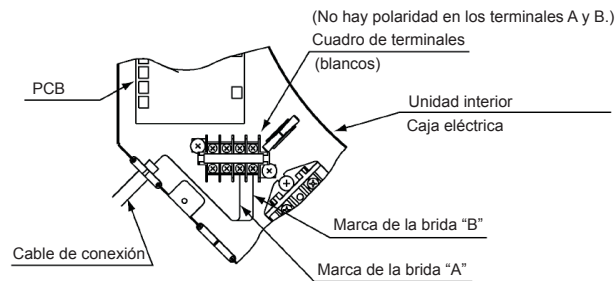 (No hay polaridad en los terminales A y B.)
Cuadro de terminales
(blancos)
PCB
Unidad interior
Caja eléctrica
Marca de la brida “B”
Cable de conexión
Marca de la brida “A”